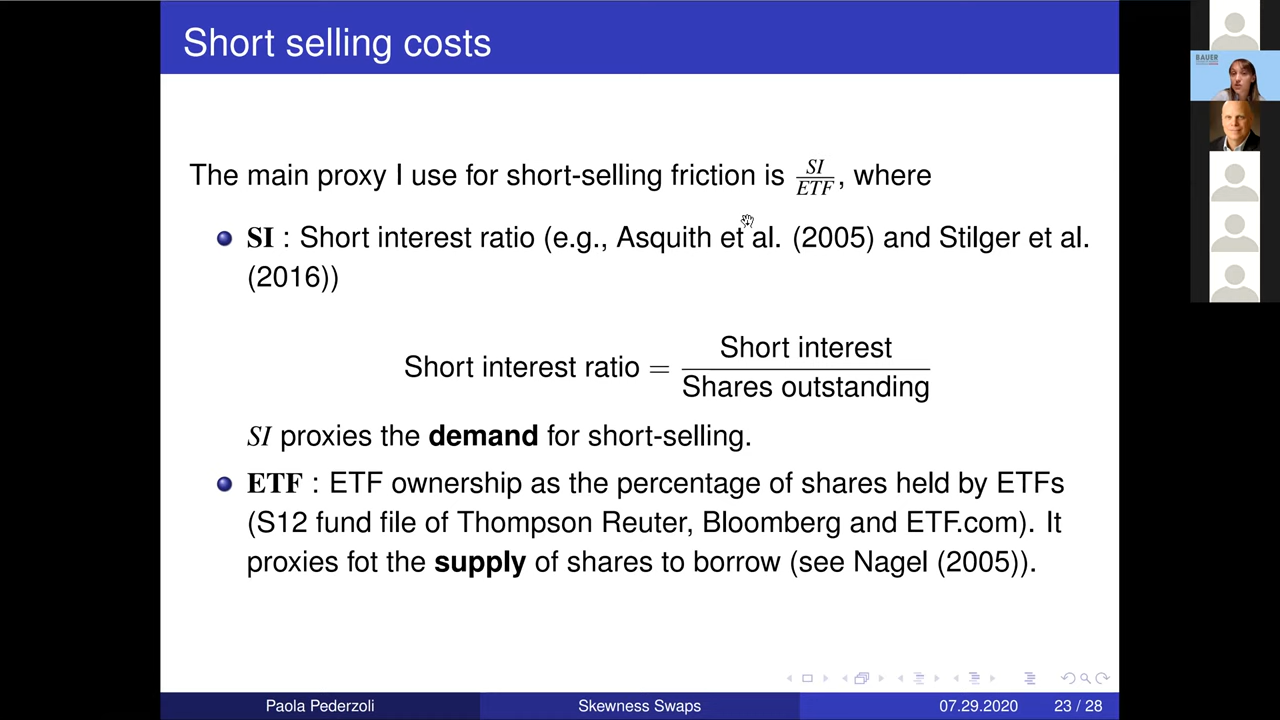 Short selling costs
The main proxy I use for short-selling friction is SI/ETF, where
SI : Short interest ratio (e.g., Asquith et al. (2005) and Stilger et al.
(2016))
Short interest ratio = Short interest / Shares outstanding
SI proxies the demand for short-selling.
ETF : ETF ownership as the percentage of shares held by ETFs
(S12 fund file of Thompson Reuter, Bloomberg and ETF.com). It
proxies fot the supply of shares to borrow (see Nagel (2005)).
Paola Pederzoli Skewness Swaps 07.29.2020 23 / 28
BAUER